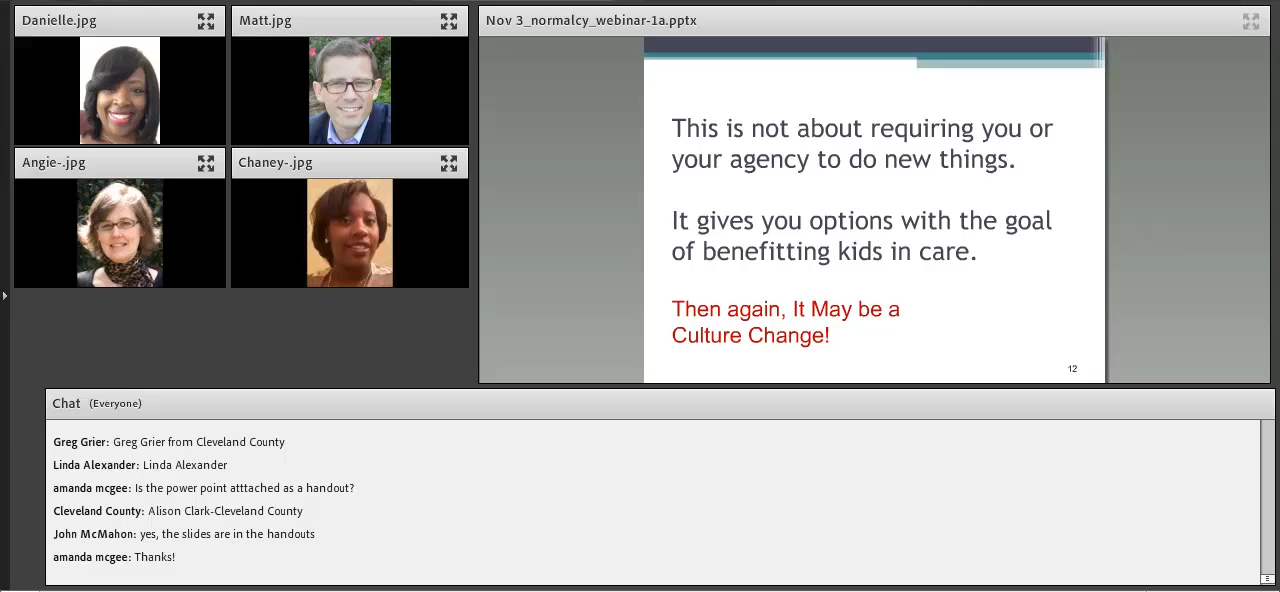 Danielle.jpg
Matt.jpg
Nov 3_normalcy_webinar-1a.pptx
Angie-.jpg
Chaney-.jpg
This is not about requiring you or
your agency to do new things.
It gives you options with the goal
of benefitting kids in care.
Then again, It May be a
Culture Change!
12
Chat (Everyone)
Greg Grier: Greg Grier from Cleveland County
Linda Alexander: Linda Alexander
amanda mcgee: Is the power point atttached as a handout?
Cleveland County: Alison Clark-Cleveland County
John McMahon: yes, the slides are in the handouts
amanda mcgee: Thanks!